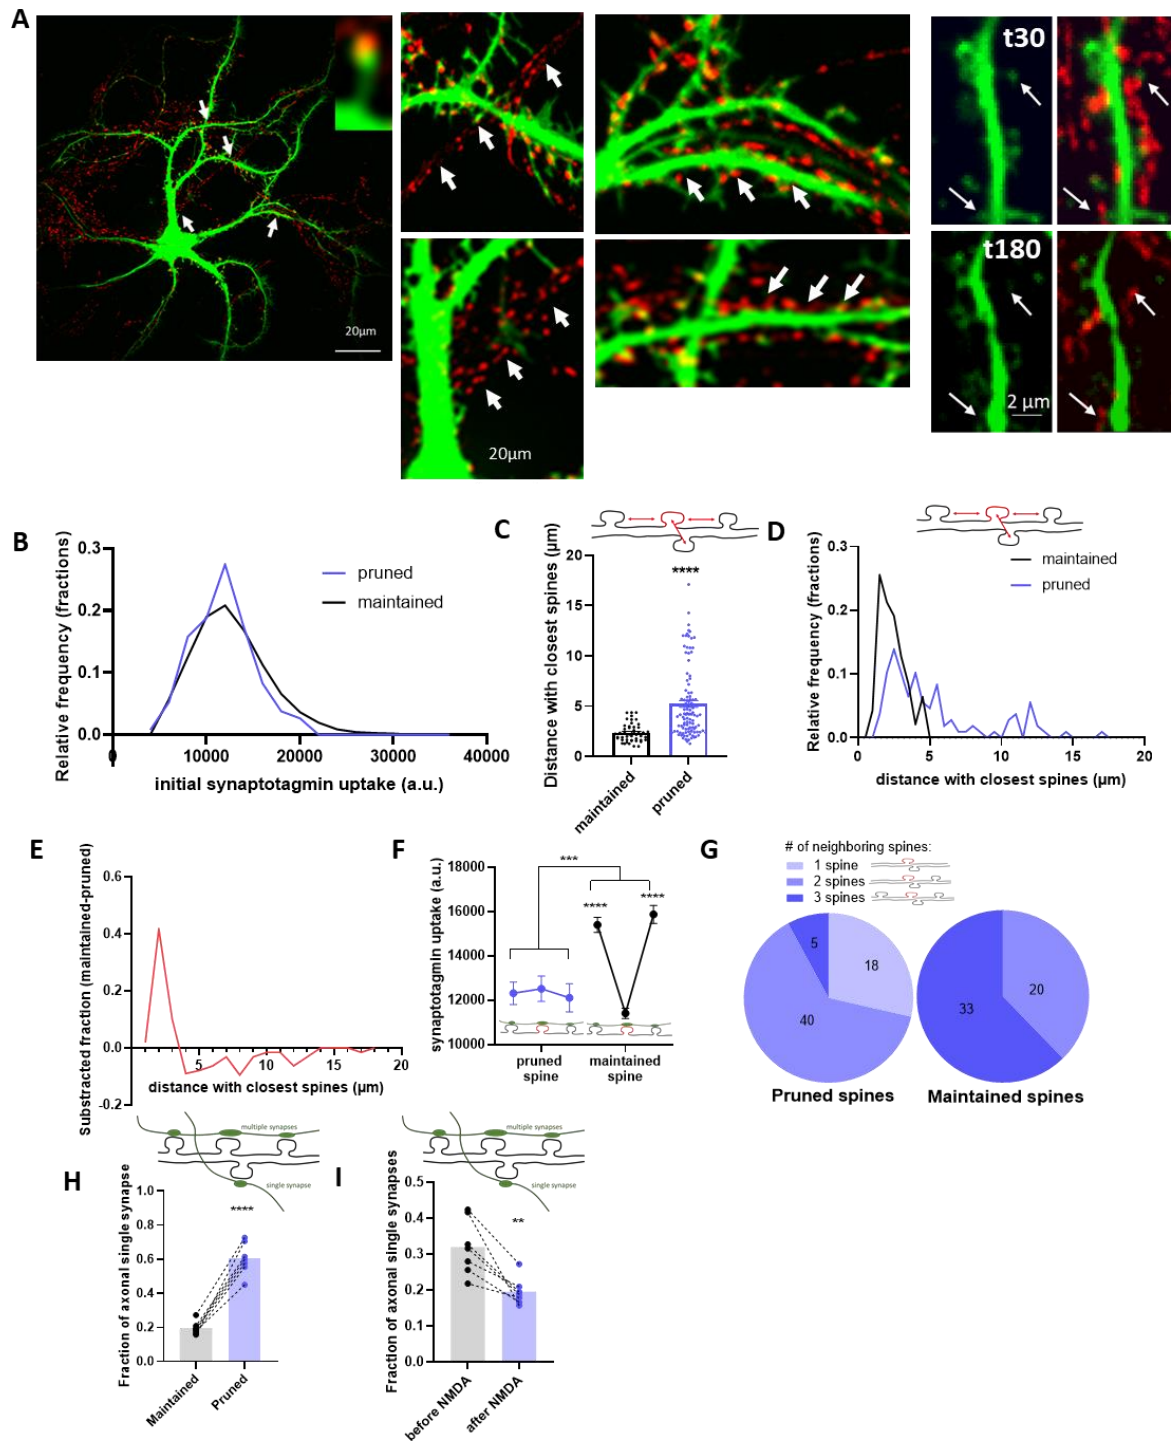 A
20µm
20µm
t30
t180
2 µm
B
Relative frequency (fractions)
0.3
0.2
0.1
0.0
0
10000
20000
30000
40000
initial synaptotagmin uptake (a.u.)
pruned
maintained
C
Distance with closest spines (µm)
20
15
10
5
0
****
maintained
pruned
D
Relative frequency (fractions)
0.3
0.2
0.1
0.0
0
5
10
15
20
distance with closest spines (µm)
maintained
pruned
E
Substracted fraction (maintained-pruned)
0.6
0.4
0.2
0.0
-0.2
5
10
15
20
distance with closest spines (µm)
F
synaptotagmin uptake (a.u.)
18000
16000
14000
12000
10000
***
****
****
pruned
spine
maintained
spine
G
# of neighboring spines:
1 spine
2 spines
3 spines
5
18
40
Pruned spines
20
33
Maintained spines
H
multiple synapses
single synapse
Fraction of axonal single synapse
1.0
0.8
0.6
0.4
0.2
0.0
****
Maintained
Pruned
I
multiple synapses
single synapse
Fraction of axonal single synapses
0.5
0.4
0.3
0.2
0.1
0.0
**
before NMDA
after NMDA